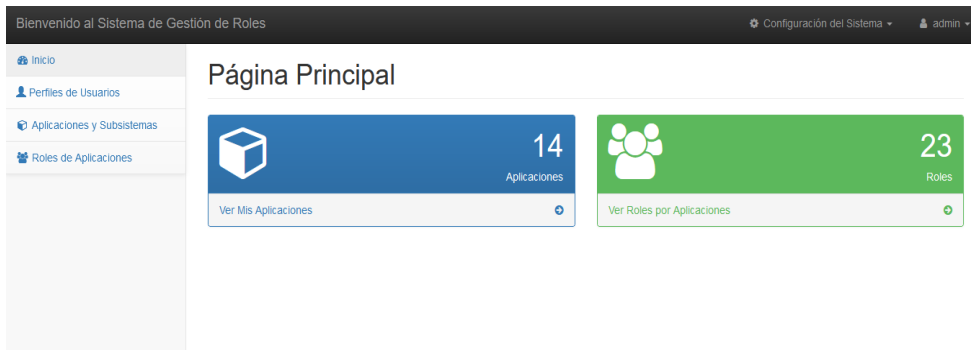 Bienvenido al Sistema de Gestión de Roles
Configuración del Sistema
admin
Inicio
Perfiles de Usuarios
Aplicaciones y Subsistemas
Roles de Aplicaciones
Página Principal
14
Aplicaciones
Ver Mis Aplicaciones
23
Roles
Ver Roles por Aplicaciones